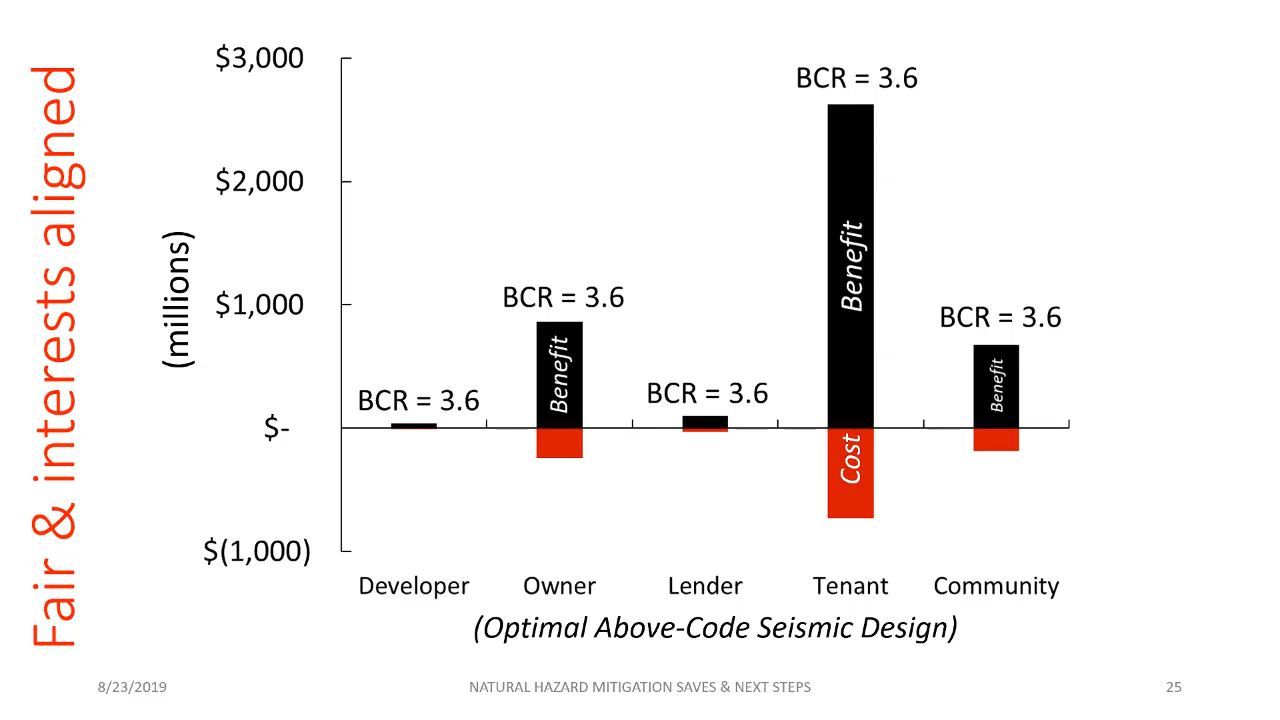 Fair & interests aligned
(millions)
$3,000
$2,000
$1,000
$-
$(1,000)
BCR = 3.6
BCR = 3.6
BCR = 3.6
BCR = 3.6
BCR = 3.6
Benefit
Benefit
Cost
Benefit
Developer
Owner
Lender
Tenant
Community
(Optimal Above-Code Seismic Design)
8/23/2019
NATURAL HAZARD MITIGATION SAVES & NEXT STEPS
25